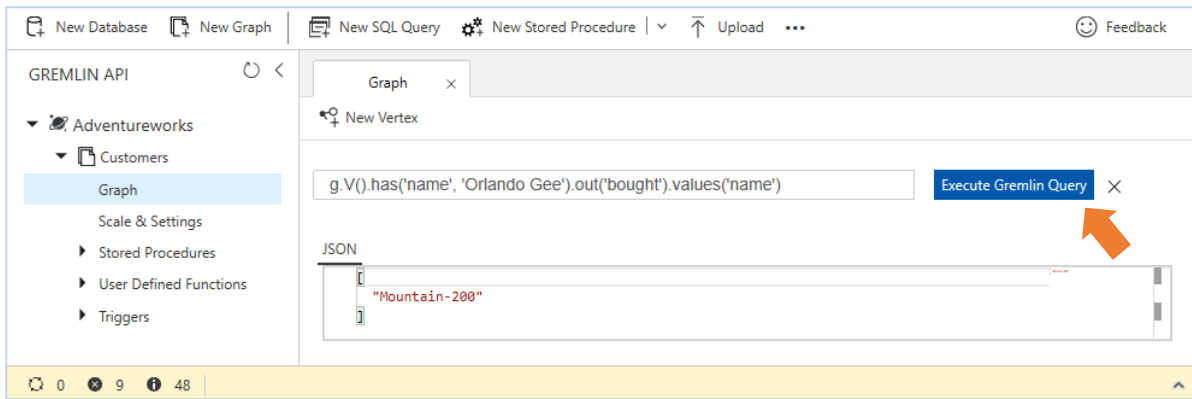 New Database New Graph New SQL Query New Stored Procedure Upload ... Feedback
GREMLIN API
Adventureworks
Customers
Graph
Scale & Settings
Stored Procedures
User Defined Functions
Triggers
0 9 48
Graph
New Vertex
g.V().has('name', 'Orlando Gee').out('bought').values('name') Execute Gremlin Query
JSON
[
"Mountain-200"
]